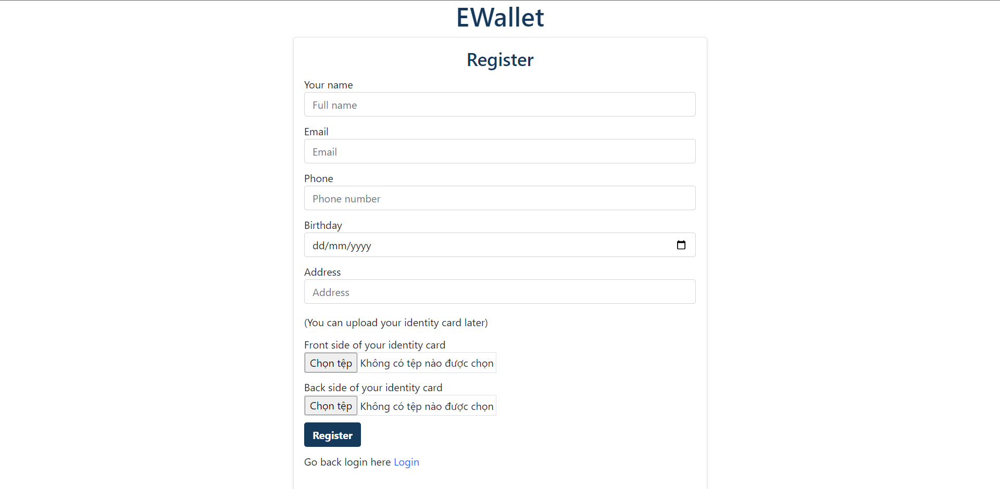 EWallet
Register
Your name
Full name
Email
Email
Phone
Phone number
Birthday
dd/mm/yyyy
Address
Address
(You can upload your identity card later)
Front side of your identity card
Chọn tệp Không có tệp nào được chọn
Back side of your identity card
Chọn tệp Không có tệp nào được chọn
Register
Go back login here Login